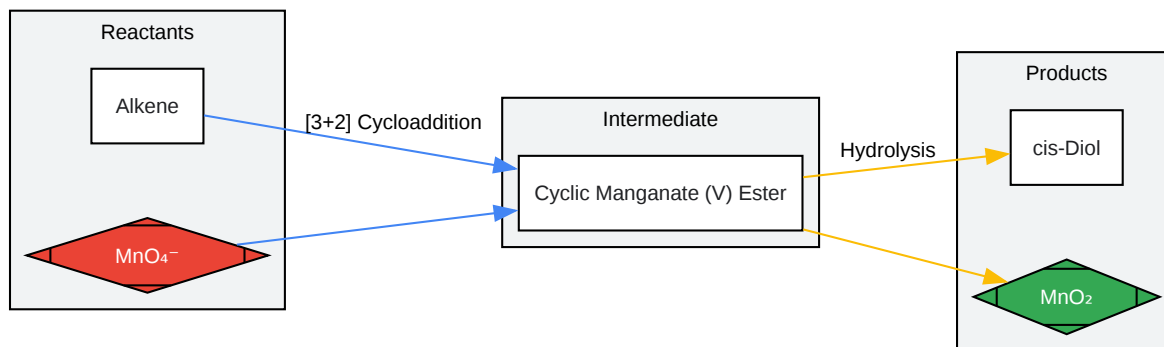 Reactants
Alkene
MnO₄⁻
[3+2] Cycloaddition
Intermediate
Cyclic Manganate (V) Ester
Hydrolysis
Products
cis-Diol
MnO₂